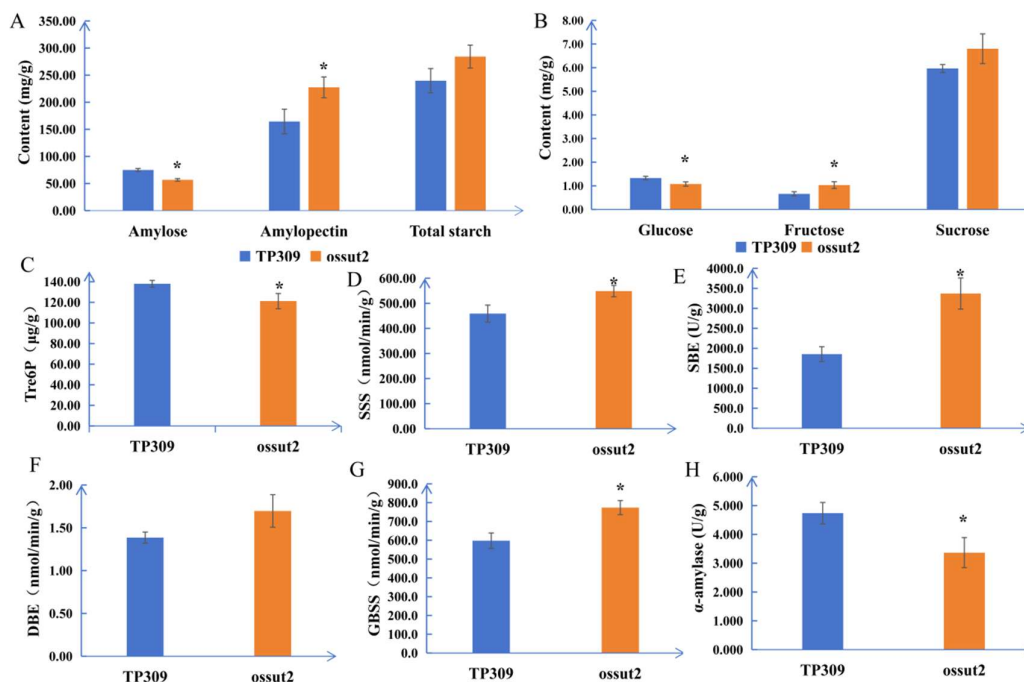 A
350.00
300.00
250.00
200.00
150.00
100.00
50.00
0.00
Content (mg/g)
*
*
Amylose Amylopectin Total starch
B
8.00
7.00
6.00
5.00
4.00
3.00
2.00
1.00
0.00
Content (mg/g)
*
*
Glucose Fructose Sucrose
TP309 ossut2
TP309 ossut2
C
140.00
120.00
100.00
80.00
60.00
40.00
20.00
0.00
Tre6P (μg/g)
*
TP309 ossut2
D
600.00
500.00
400.00
300.00
200.00
100.00
0.00
SSS (nmol/min/g)
*
TP309 ossut2
E
4000.0
3500.0
3000.0
2500.0
2000.0
1500.0
1000.0
500.0
0.0
SBE (U/g)
*
TP309 ossut2
F
2.00
1.50
1.00
0.50
0.00
DBE (nmol/min/g)
TP309 ossut2
G
900.0
800.0
700.0
600.0
500.0
400.0
300.0
200.0
100.0
0.0
GBSS (nmol/min/g)
*
TP309 ossut2
H
6.000
5.000
4.000
3.000
2.000
1.000
0.000
α-amylase (U/g)
*
TP309 ossut2